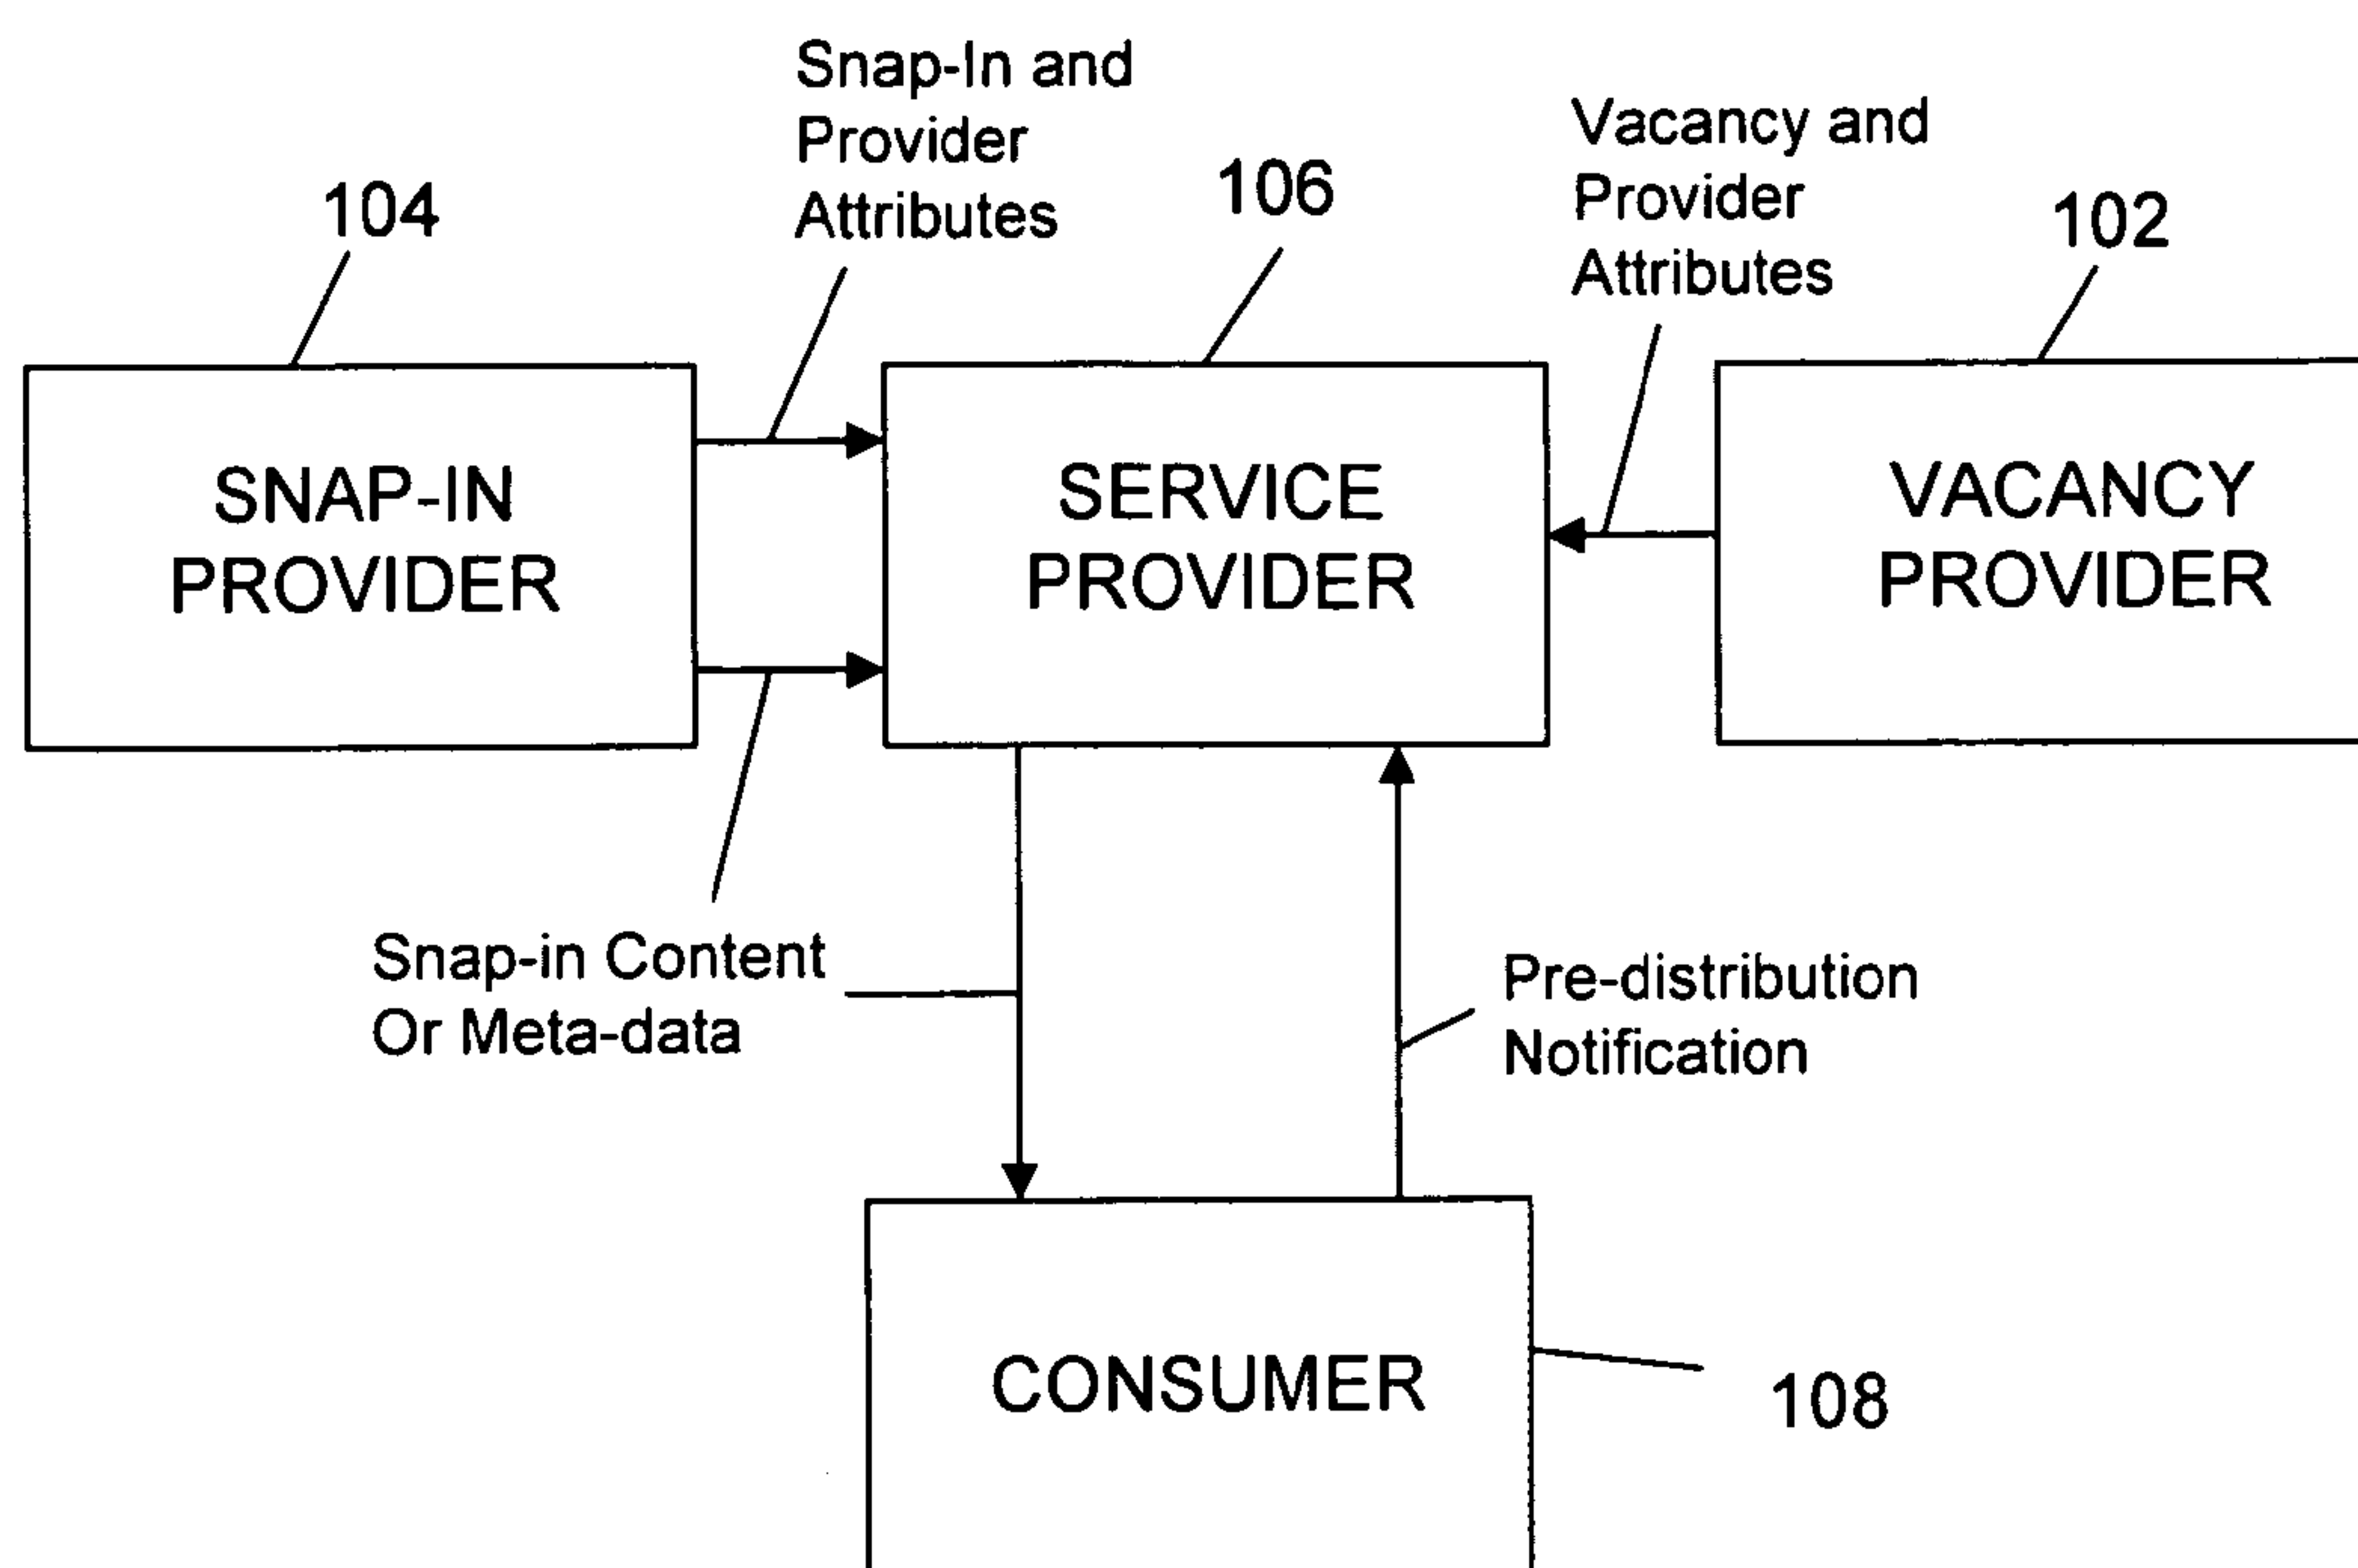 Snap-In and
Provider
Attributes
Vacancy and
Provider
Attributes
104
106
102
SNAP-IN
PROVIDER
SERVICE
PROVIDER
VACANCY
PROVIDER
Snap-in Content
Or Meta-data
Pre-distribution
Notification
CONSUMER
108